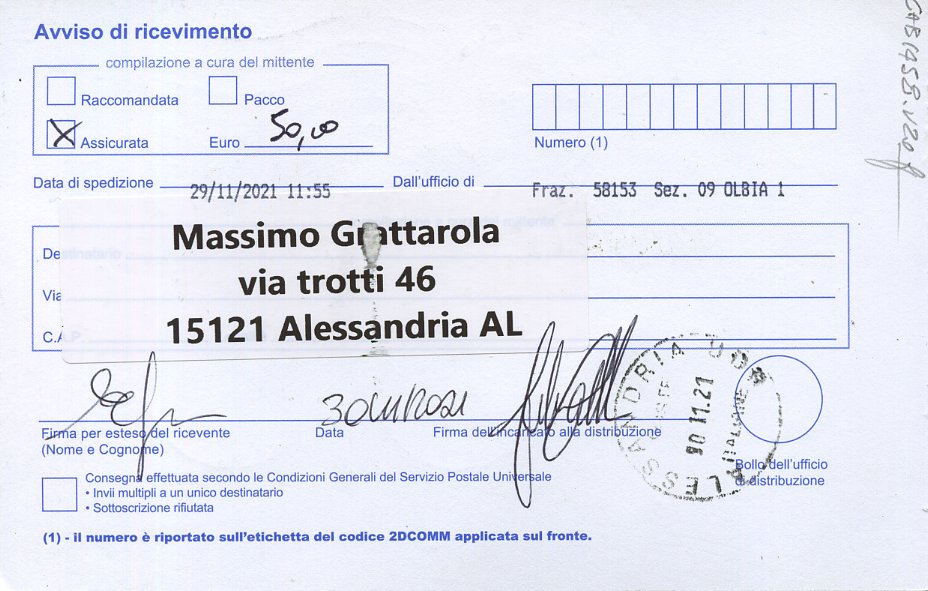 Avviso di ricevimento
compilazione a cura del mittente
Raccomandata
Pacco
X Assicurata
Euro 50,00
Numero (1)
Data di spedizione 29/11/2021 11:55 Dall'ufficio di Fraz. 58153 Sez. 09 OLBIA 1
Massimo Grattarola
via trotti 46
15121 Alessandria AL
Destinatario
Via
C.A.P.
Firma per esteso del ricevente
(Nome e Cognome)
Data
Firma dell'incaricato alla distribuzione
ALESSANDRIA UDR
30.11.21
Bollo dell'ufficio
di distribuzione
Consegna effettuata secondo le Condizioni Generali del Servizio Postale Universale
• Invii multipli a un unico destinatario
• Sottoscrizione rifiutata
(1) - il numero è riportato sull'etichetta del codice 2DCOMM applicata sul fronte.